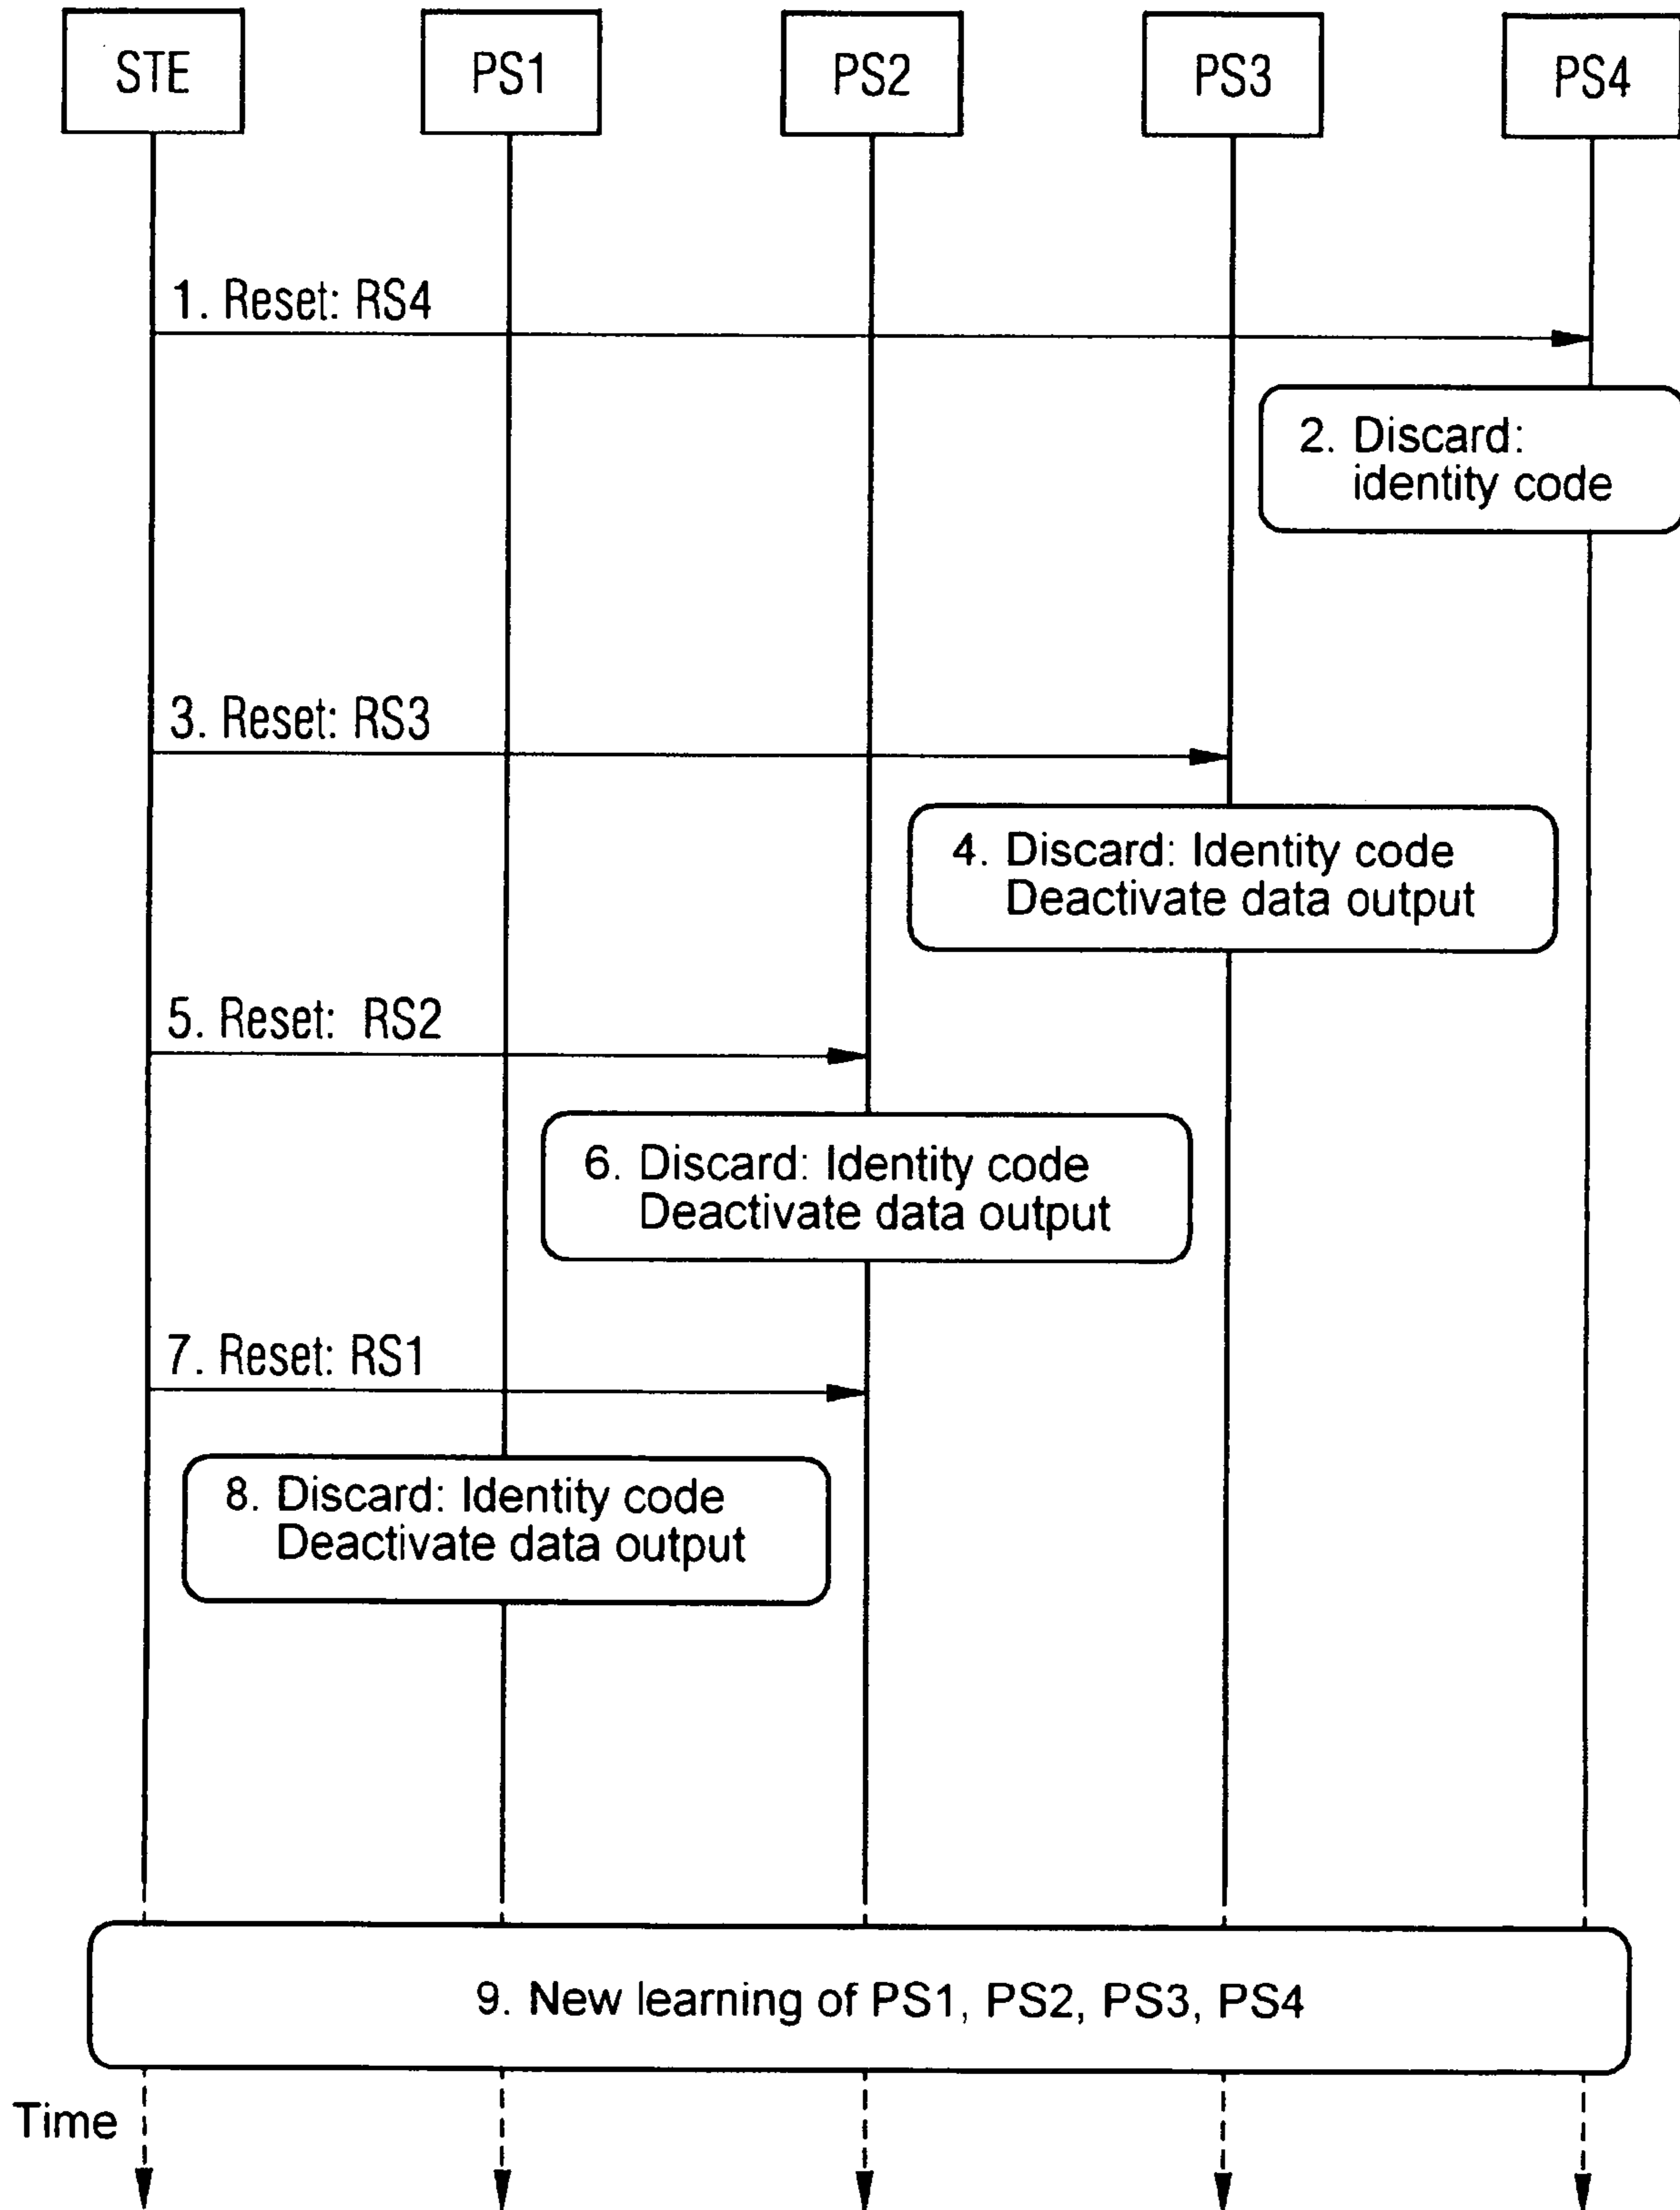 STE
PS1
PS2
PS3
PS4
1. Reset: RS4
2. Discard:
identity code
3. Reset: RS3
4. Discard: Identity code
Deactivate data output
5. Reset: RS2
6. Discard: Identity code
Deactivate data output
7. Reset: RS1
8. Discard: Identity code
Deactivate data output
9. New learning of PS1, PS2, PS3, PS4
Time